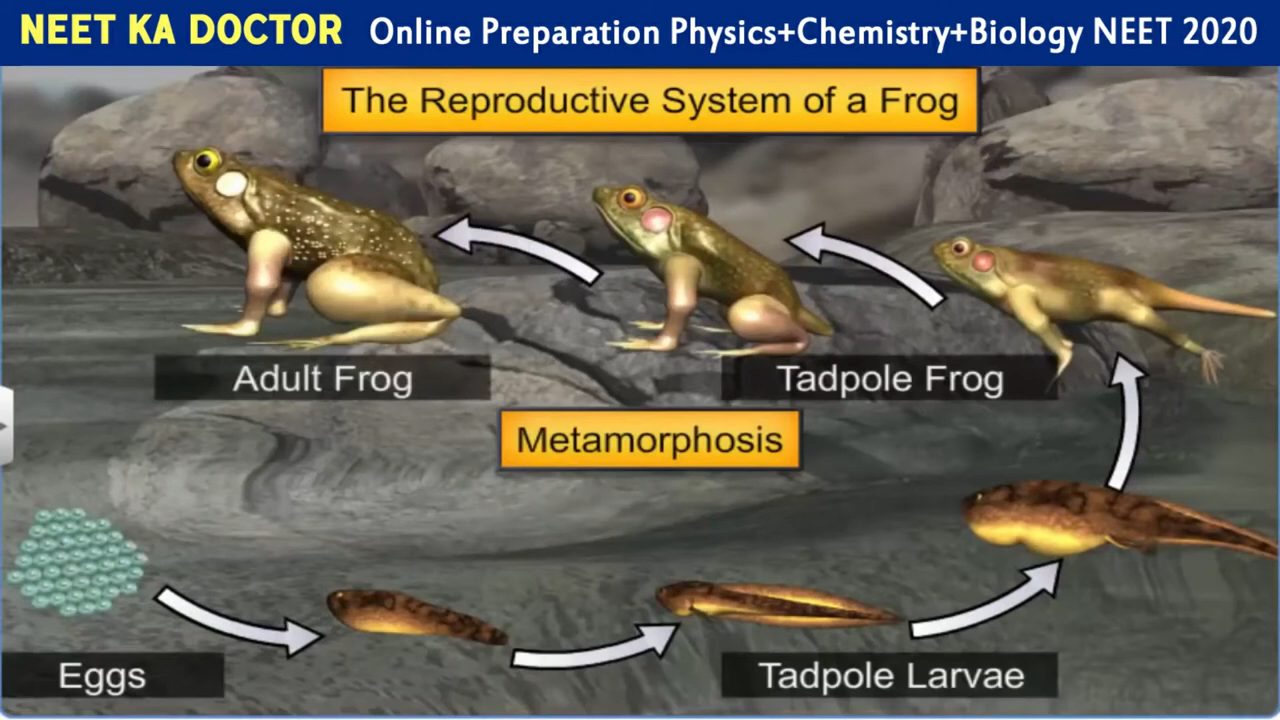 NEET KA DOCTOR Online Preparation Physics+Chemistry+Biology NEET 2020
The Reproductive System of a Frog
Adult Frog
Tadpole Frog
Metamorphosis
Eggs
Tadpole Larvae